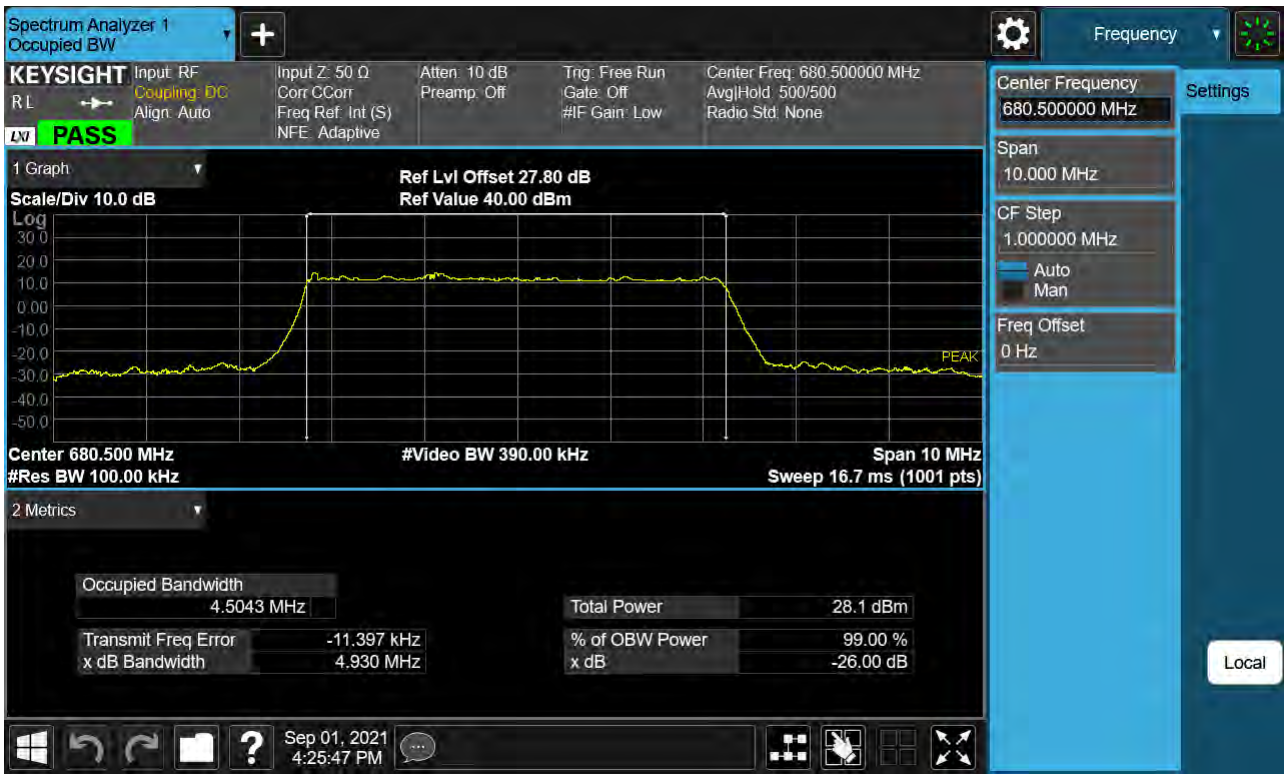 Spectrum Analyzer 1
Occupied BW
Frequency
KEYSIGHT
RL
LXI
PASS
Input: RF
Coupling: DC
Align: Auto
Input Z: 50 Ω
Corr CCorr
Freq Ref: Int (S)
NFE: Adaptive
Atten: 10 dB
Preamp: Off
Trig: Free Run
Gate: Off
#IF Gain: Low
Center Freq: 680.500000 MHz
Avg|Hold: 500/500
Radio Std: None
1 Graph
Scale/Div 10.0 dB
Ref Lvl Offset 27.80 dB
Ref Value 40.00 dBm
Log
30.0
20.0
10.0
0.00
-10.0
-20.0
-30.0
-40.0
-50.0
PEAK
Center 680.500 MHz
#Video BW 390.00 kHz
Span 10 MHz
#Res BW 100.00 kHz
Sweep 16.7 ms (1001 pts)
2 Metrics
Occupied Bandwidth
4.5043 MHz
Total Power 28.1 dBm
Transmit Freq Error -11.397 kHz
% of OBW Power 99.00 %
x dB Bandwidth 4.930 MHz
x dB -26.00 dB
Sep 01, 2021
4:25:47 PM
Center Frequency
680.500000 MHz
Settings
Span
10.000 MHz
CF Step
1.000000 MHz
Auto
Man
Freq Offset
0 Hz
Local